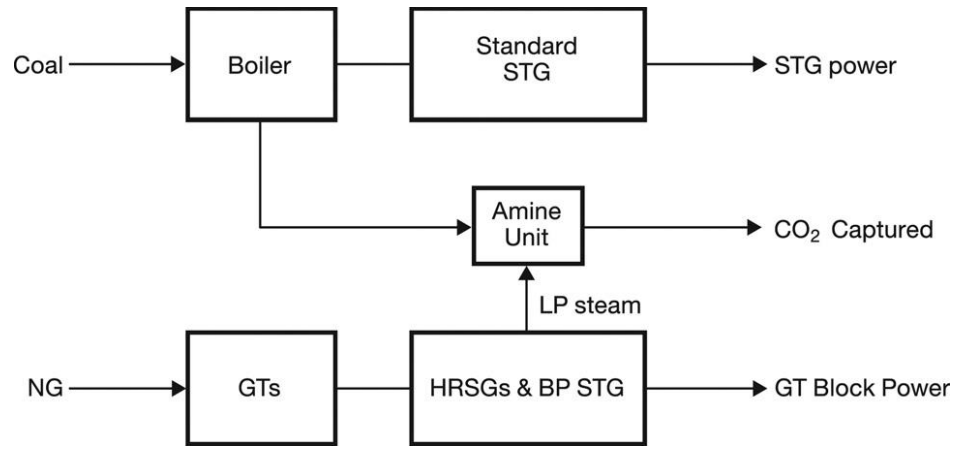 Coal
Boiler
Standard
STG
STG power
Amine
Unit
CO₂ Captured
LP steam
NG
GTs
HRSGs & BP STG
GT Block Power